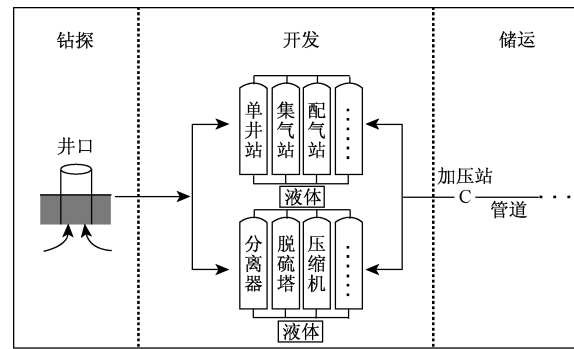 钻探
开发
储运
井口
单井站
集气站
配气站
……
液体
加压站
C
管道
…
分离器
脱硫塔
压缩机
……
液体